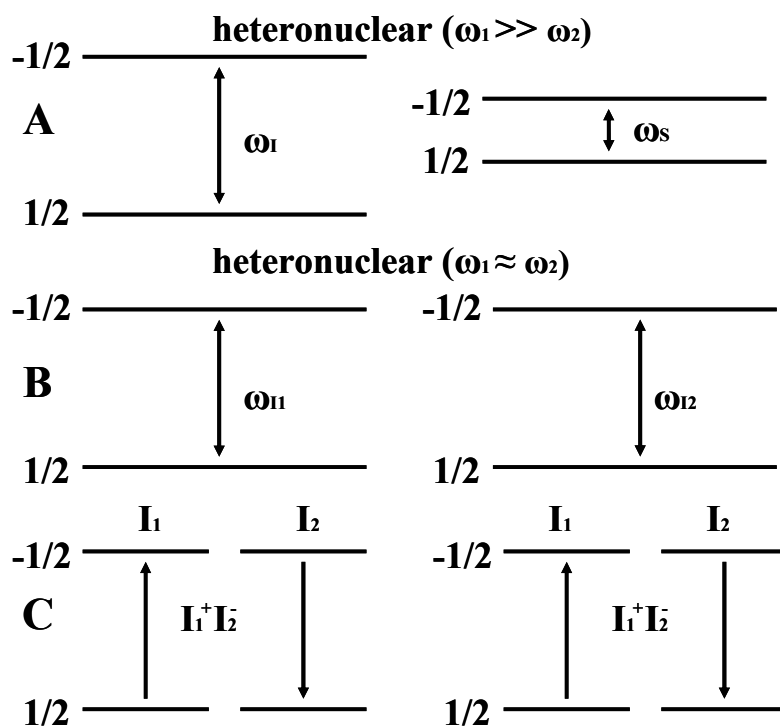 heteronuclear (ω1 >> ω2)
-1/2
-1/2
A
ωI
ωS
1/2
1/2
heteronuclear (ω1 ≈ ω2)
-1/2
-1/2
B
ωI1
ωI2
1/2
1/2
I1
I2
I1
I2
-1/2
-1/2
C
I1+I2-
I1+I2-
1/2
1/2